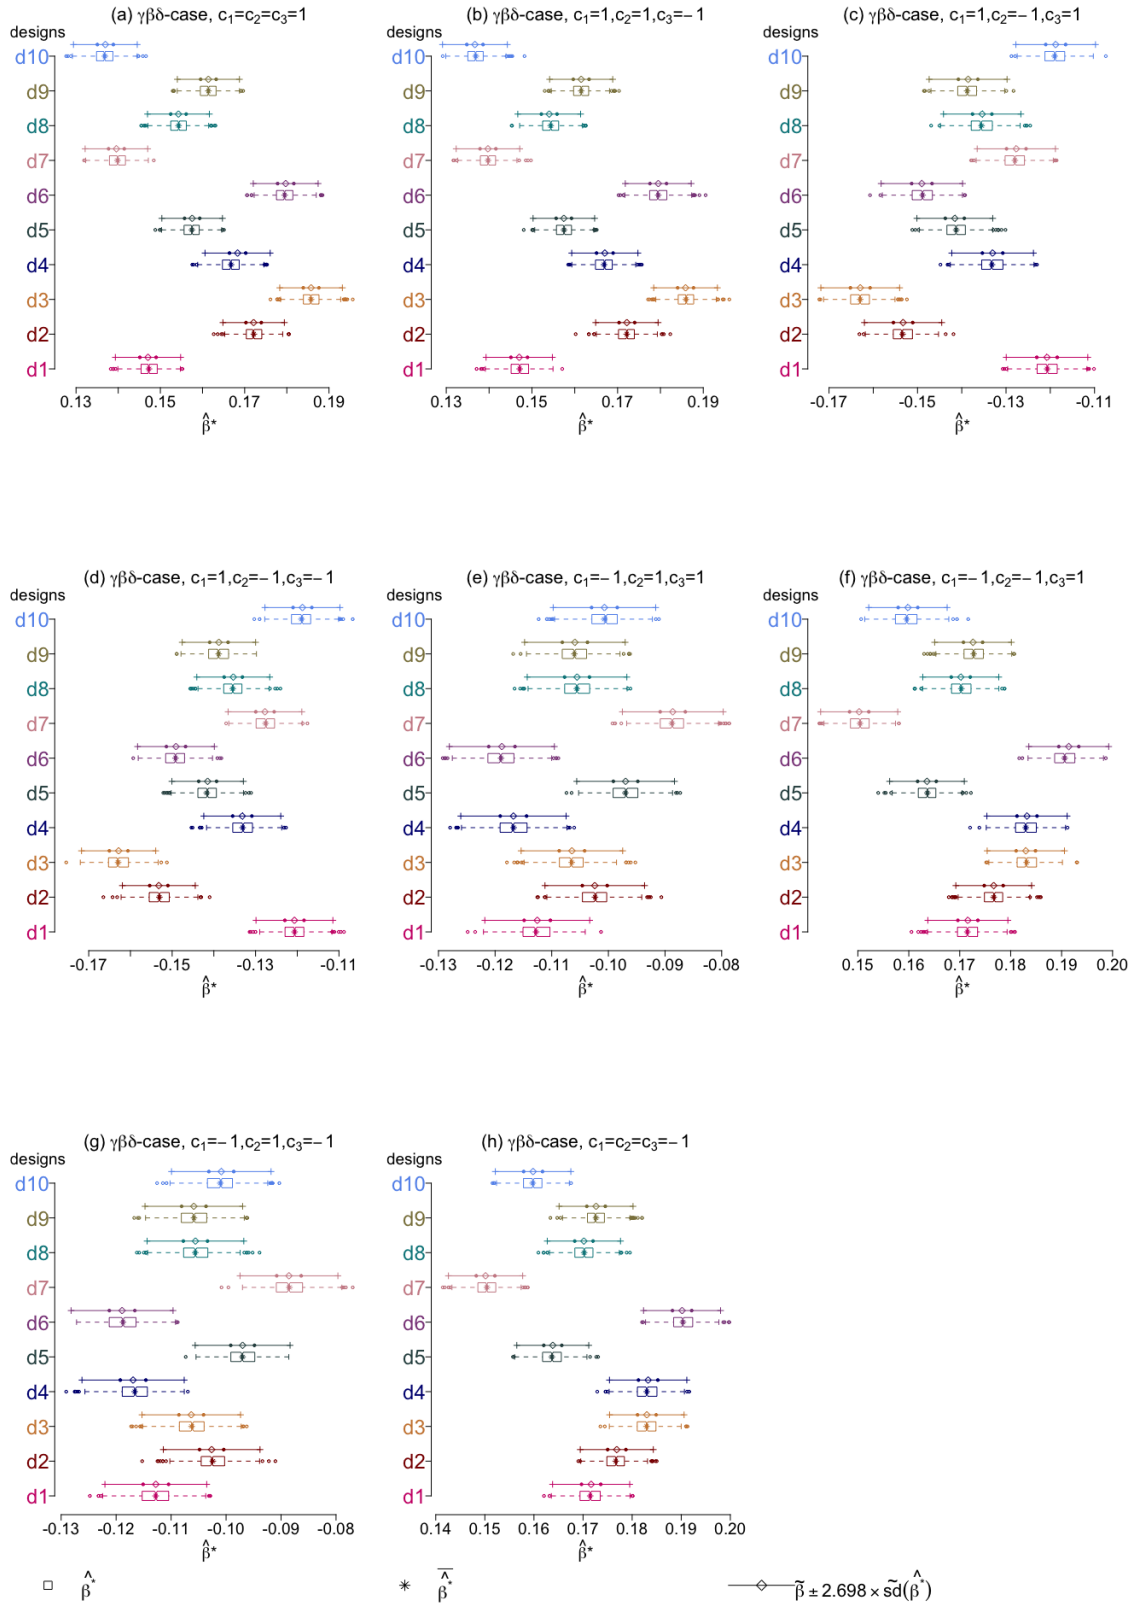 (a) γβδ-case, c₁=c₂=c₃=1
designs
d10
d9
d8
d7
d6
d5
d4
d3
d2
d1
0.13 0.15 0.17 0.19
β̂*
(b) γβδ-case, c₁=1,c₂=1,c₃=−1
designs
d10
d9
d8
d7
d6
d5
d4
d3
d2
d1
0.13 0.15 0.17 0.19
β̂*
(c) γβδ-case, c₁=1,c₂=−1,c₃=1
designs
d10
d9
d8
d7
d6
d5
d4
d3
d2
d1
-0.17 -0.15 -0.13 -0.11
β̂*
(d) γβδ-case, c₁=1,c₂=−1,c₃=−1
designs
d10
d9
d8
d7
d6
d5
d4
d3
d2
d1
-0.17 -0.15 -0.13 -0.11
β̂*
(e) γβδ-case, c₁=−1,c₂=1,c₃=1
designs
d10
d9
d8
d7
d6
d5
d4
d3
d2
d1
-0.13 -0.12 -0.11 -0.10 -0.09 -0.08
β̂*
(f) γβδ-case, c₁=−1,c₂=−1,c₃=1
designs
d10
d9
d8
d7
d6
d5
d4
d3
d2
d1
0.15 0.16 0.17 0.18 0.19 0.20
β̂*
(g) γβδ-case, c₁=−1,c₂=1,c₃=−1
designs
d10
d9
d8
d7
d6
d5
d4
d3
d2
d1
-0.13 -0.12 -0.11 -0.10 -0.09 -0.08
β̂*
(h) γβδ-case, c₁=c₂=c₃=−1
designs
d10
d9
d8
d7
d6
d5
d4
d3
d2
d1
0.14 0.15 0.16 0.17 0.18 0.19 0.20
β̂*
β̂* β̂̅* β̃ ± 2.698 × s̃d(β̂*)